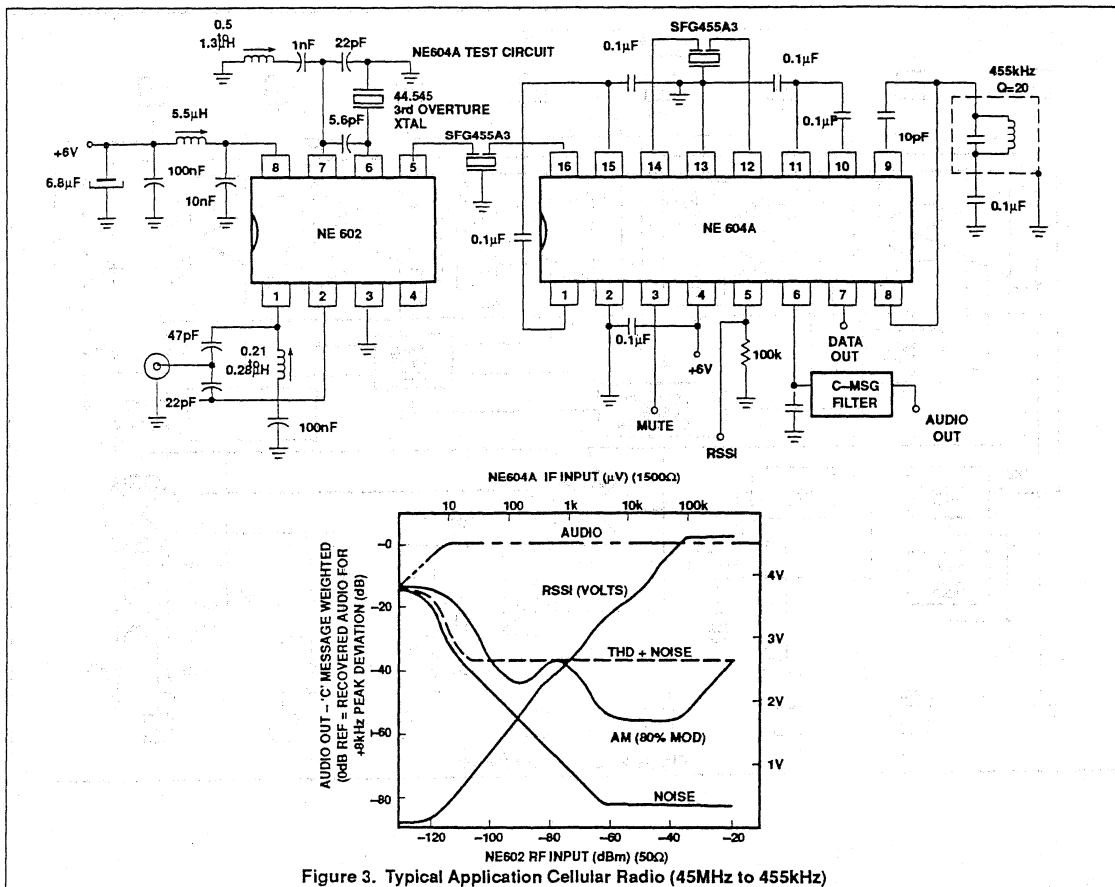 0.5
to
1.3µH
1nF
22pF
NE604A TEST CIRCUIT
SFG455A3
0.1µF
0.1µF
455kHz
Q=20
44.545
3rd OVERTURE
XTAL
5.5µH
5.6pF
SFG455A3
0.1µF
10pF
+6V
6.8µF
100nF
10nF
8
7
6
5
16
15
14
13
12
11
10
9
0.1µF
NE 602
0.1µF
NE 604A
1
2
3
4
1
2
3
4
5
6
7
8
47pF
0.21
to
0.28µH
22pF
100nF
0.1µF
+6V
100k
DATA
OUT
C–MSG
FILTER
MUTE
RSSI
AUDIO
OUT
NE604A IF INPUT (µV) (1500Ω)
10
100
1k
10k
100k
AUDIO
–0
–20
–40
–60
–80
4V
3V
2V
1V
RSSI (VOLTS)
THD + NOISE
AM (80% MOD)
NOISE
AUDIO OUT – 'C' MESSAGE WEIGHTED
(0dB REF = RECOVERED AUDIO FOR
+8kHz PEAK DEVIATION (dB)
–120
–100
–80
–60
–40
–20
NE602 RF INPUT (dBm) (50Ω)
Figure 3. Typical Application Cellular Radio (45MHz to 455kHz)